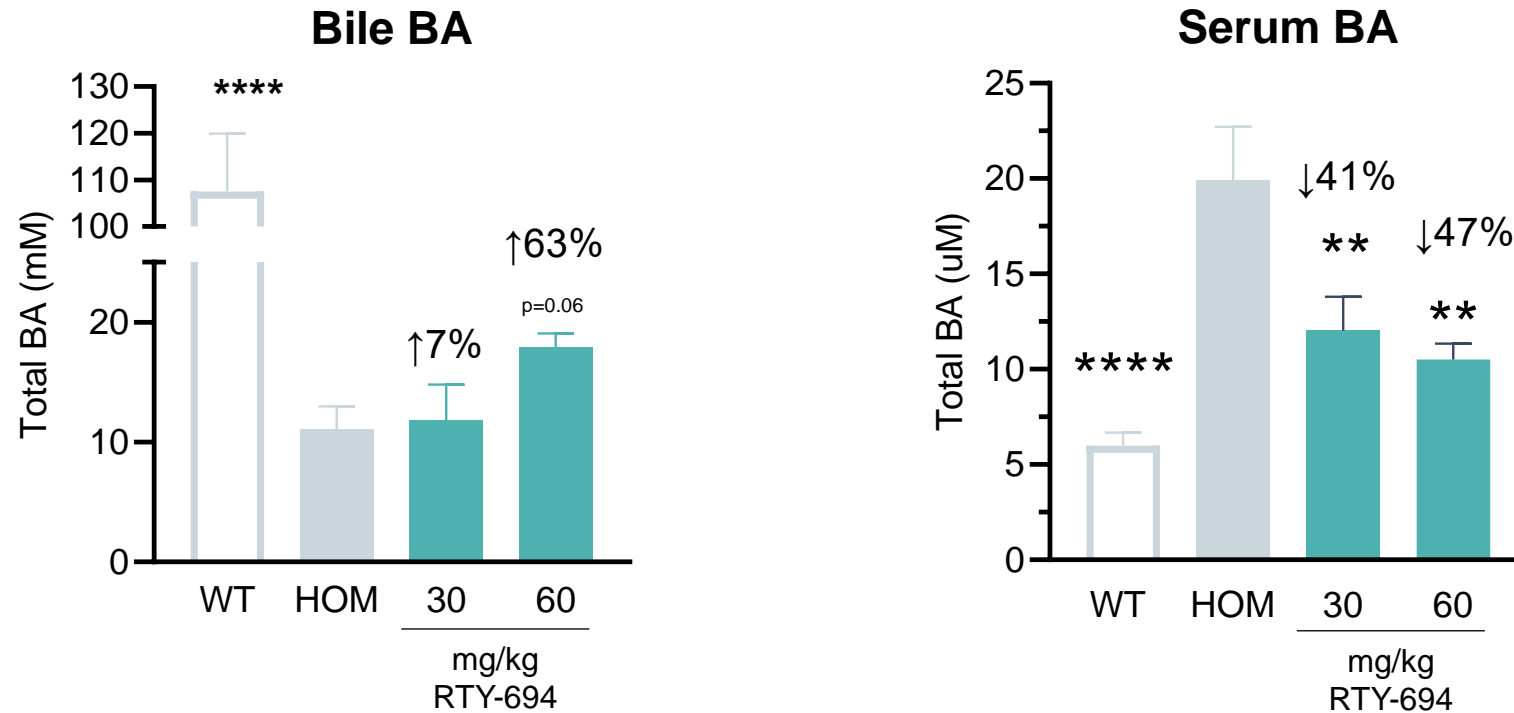 Bile BA
Total BA (mM)
130
120
110
100
20
10
0
****
↑7%
↑63%
p=0.06
WT HOM 30 60
mg/kg
RTY-694
Serum BA
Total BA (uM)
25
20
15
10
5
0
****
↓41%
**
↓47%
**
WT HOM 30 60
mg/kg
RTY-694